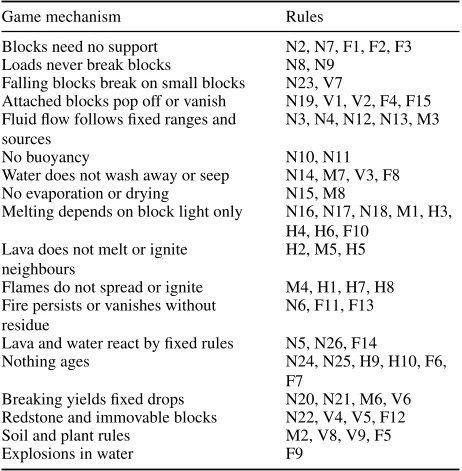 Game mechanism Rules
Blocks need no support N2, N7, F1, F2, F3
Loads never break blocks N8, N9
Falling blocks break on small blocks N23, V7
Attached blocks pop off or vanish N19, V1, V2, F4, F15
Fluid flow follows fixed ranges and N3, N4, N12, N13, M3
sources
No buoyancy N10, N11
Water does not wash away or seep N14, M7, V3, F8
No evaporation or drying N15, M8
Melting depends on block light only N16, N17, N18, M1, H3,
H4, H6, F10
Lava does not melt or ignite H2, M5, H5
neighbours
Flames do not spread or ignite M4, H1, H7, H8
Fire persists or vanishes without N6, F11, F13
residue
Lava and water react by fixed rules N5, N26, F14
Nothing ages N24, N25, H9, H10, F6,
F7
Breaking yields fixed drops N20, N21, M6, V6
Redstone and immovable blocks N22, V4, V5, F12
Soil and plant rules M2, V8, V9, F5
Explosions in water F9